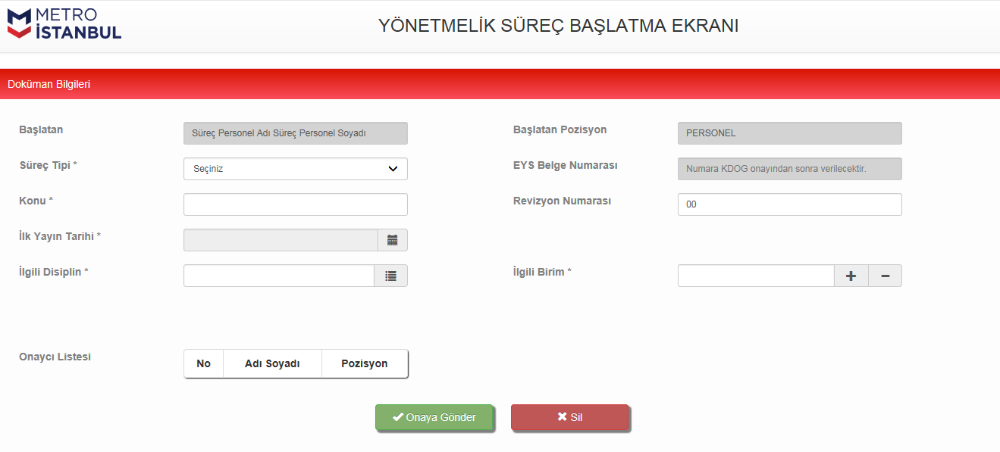 METRO
İSTANBUL
YÖNETMELİK SÜREÇ BAŞLATMA EKRANI
Doküman Bilgileri
Başlatan
Süreç Personel Adı Süreç Personel Soyadı
Başlatan Pozisyon
PERSONEL
Süreç Tipi *
Seçiniz
EYS Belge Numarası
Numara KDOG onayından sonra verilecektir.
Konu *
Revizyon Numarası
00
İlk Yayın Tarihi *
İlgili Disiplin *
İlgili Birim *
Onaycı Listesi
No Adı Soyadı Pozisyon
Onaya Gönder
Sil